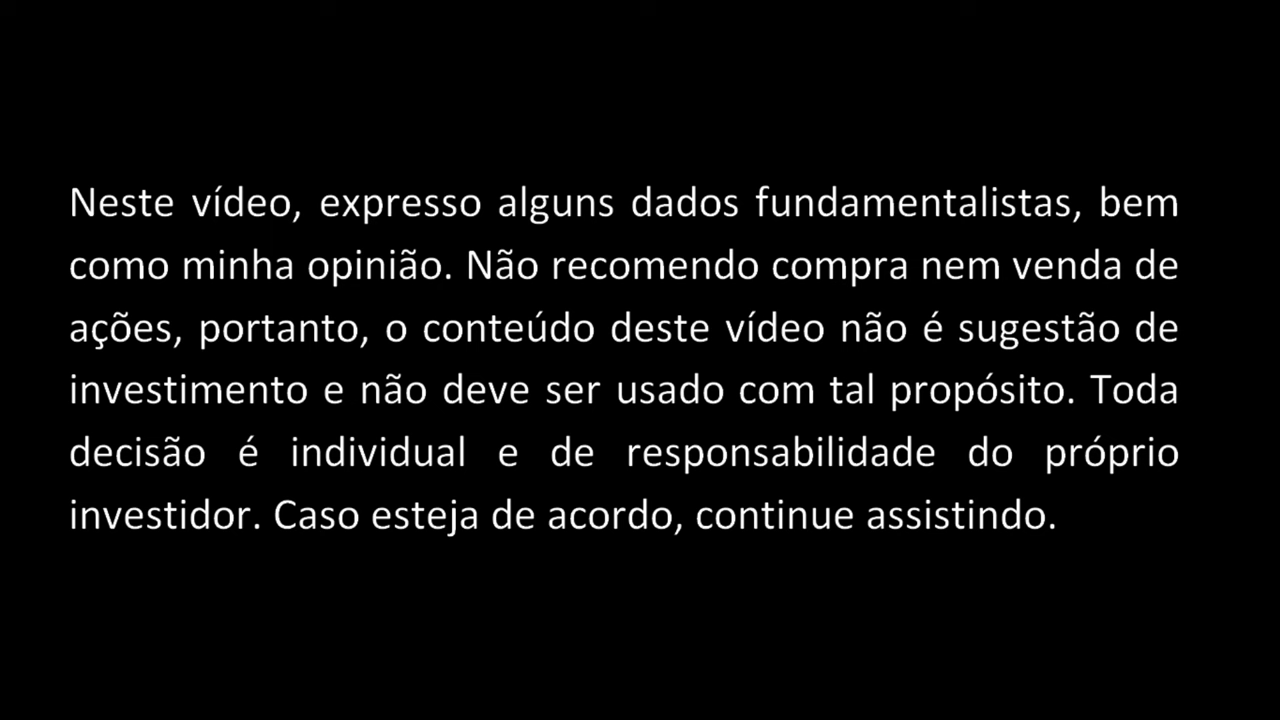 Neste vídeo, expresso alguns dados fundamentalistas, bem
como minha opinião. Não recomendo compra nem venda de
ações, portanto, o conteúdo deste vídeo não é sugestão de
investimento e não deve ser usado com tal propósito. Toda
decisão é individual e de responsabilidade do próprio
investidor. Caso esteja de acordo, continue assistindo.